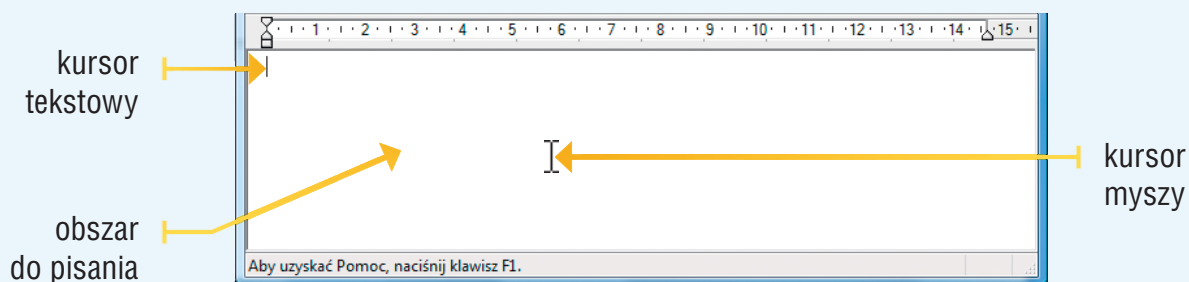 1 2 3 4 5 6 7 8 9 10 11 12 13 14 15
kursor
tekstowy
kursor
myszy
obszar
do pisania
Aby uzyskać Pomoc, naciśnij klawisz F1.